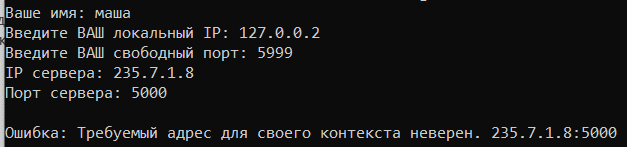 Ваше имя: маша
Введите ВАШ локальный IP: 127.0.0.2
Введите ВАШ свободный порт: 5999
IP сервера: 235.7.1.8
Порт сервера: 5000
Ошибка: Требуемый адрес для своего контекста неверен. 235.7.1.8:5000